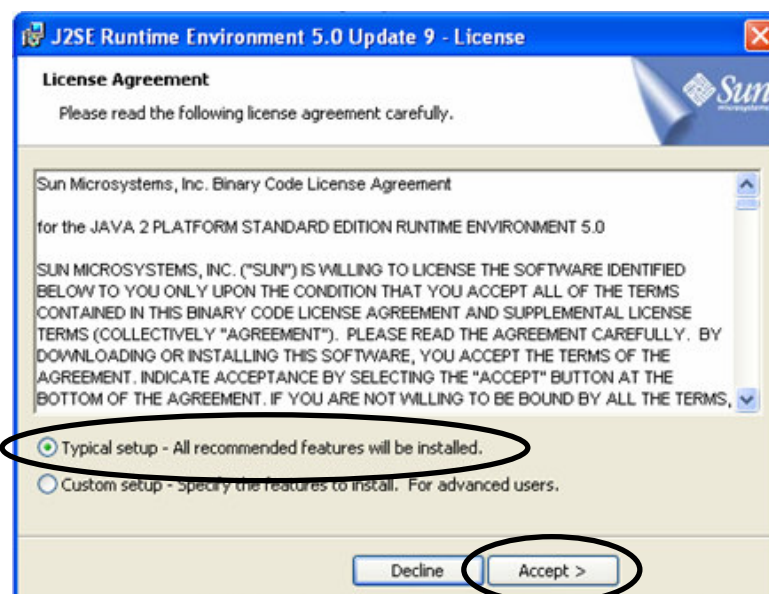 J2SE Runtime Environment 5.0 Update 9 - License
License Agreement
Please read the following license agreement carefully.
Sun
microsystems
Sun Microsystems, Inc. Binary Code License Agreement
for the JAVA 2 PLATFORM STANDARD EDITION RUNTIME ENVIRONMENT 5.0
SUN MICROSYSTEMS, INC. ("SUN") IS WILLING TO LICENSE THE SOFTWARE IDENTIFIED
BELOW TO YOU ONLY UPON THE CONDITION THAT YOU ACCEPT ALL OF THE TERMS
CONTAINED IN THIS BINARY CODE LICENSE AGREEMENT AND SUPPLEMENTAL LICENSE
TERMS (COLLECTIVELY "AGREEMENT"). PLEASE READ THE AGREEMENT CAREFULLY. BY
DOWNLOADING OR INSTALLING THIS SOFTWARE, YOU ACCEPT THE TERMS OF THE
AGREEMENT. INDICATE ACCEPTANCE BY SELECTING THE "ACCEPT" BUTTON AT THE
BOTTOM OF THE AGREEMENT. IF YOU ARE NOT WILLING TO BE BOUND BY ALL THE TERMS,
Typical setup - All recommended features will be installed.
Custom setup - Specify the features to install. For advanced users.
Decline
Accept >